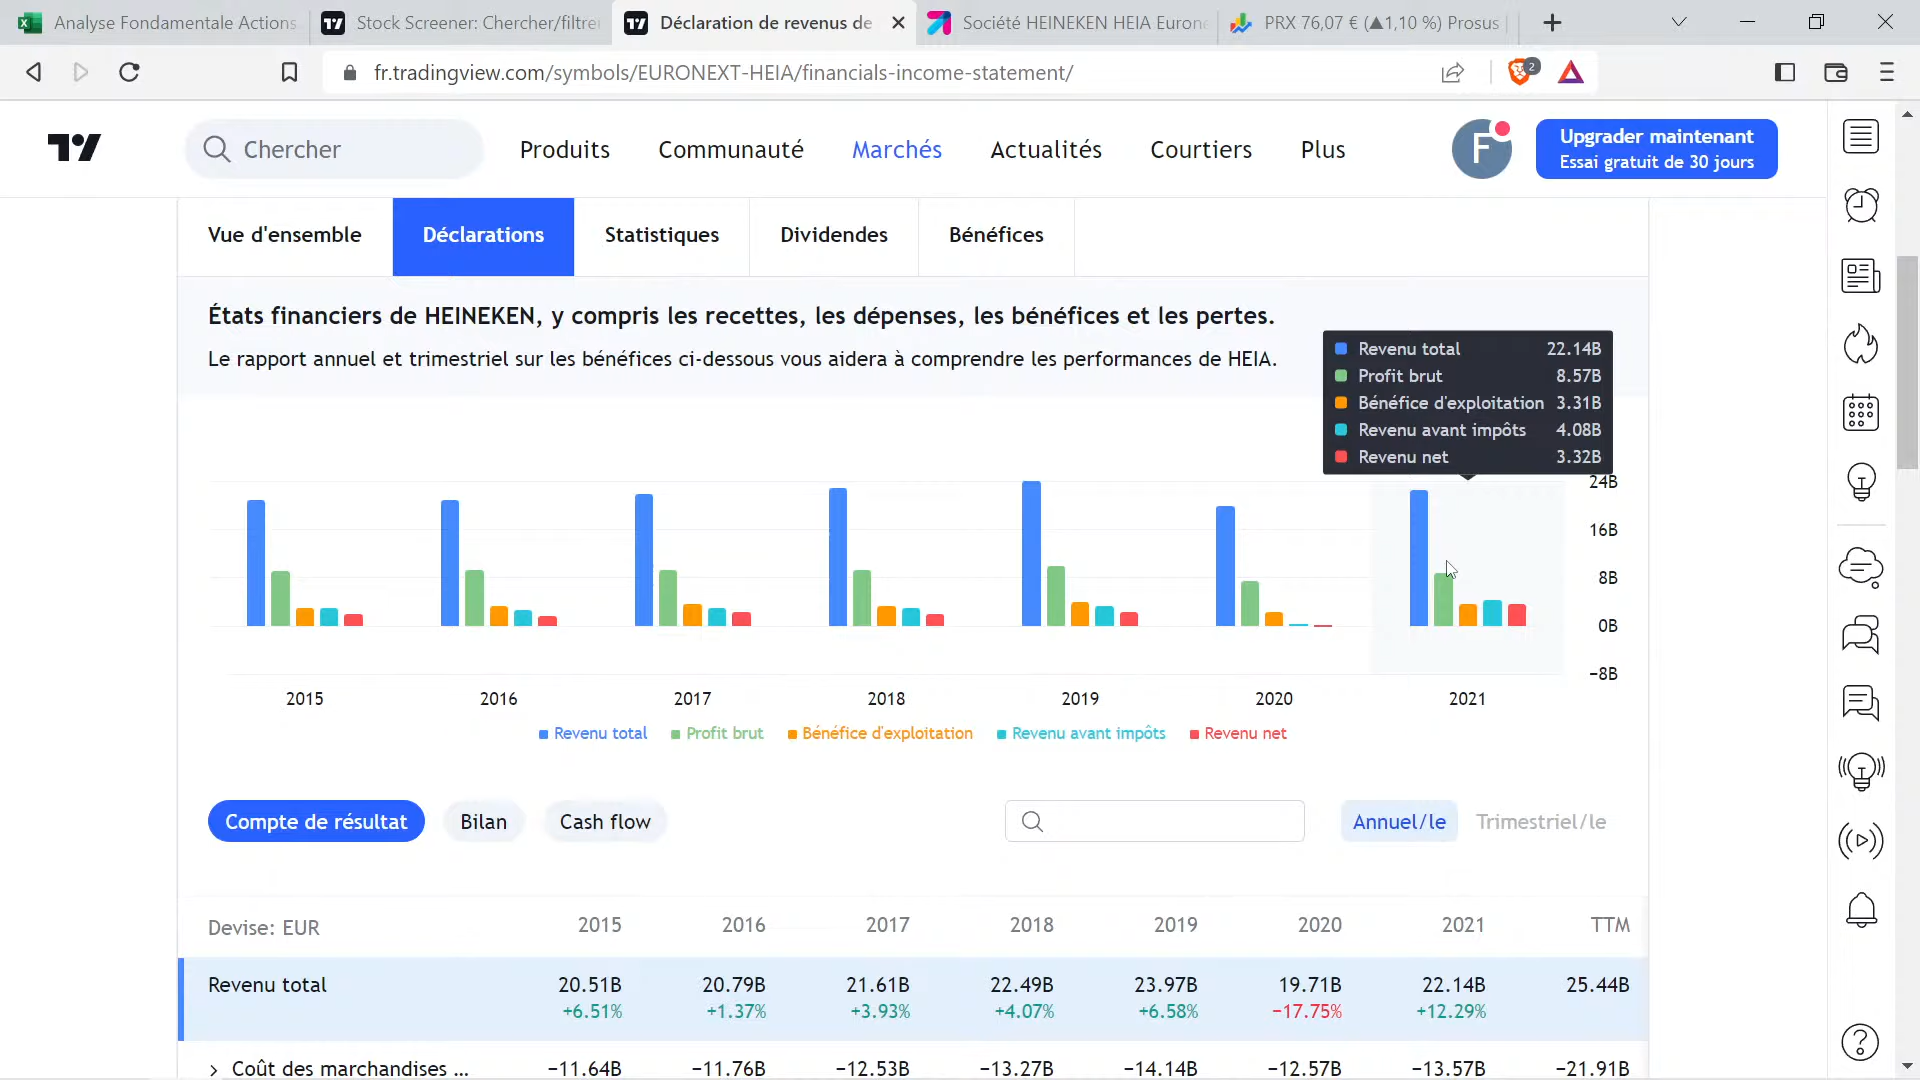 Analyse Fondamentale Actions
Stock Screener: Chercher/filtrer
Déclaration de revenus de
Société HEINEKEN HEIA Eurone
PRX 76,07 € (▲1,10 %) Prosus |
fr.tradingview.com/symbols/EURONEXT-HEIA/financials-income-statement/
2
Chercher
Produits
Communauté
Marchés
Actualités
Courtiers
Plus
F
Upgrader maintenant
Essai gratuit de 30 jours
Vue d'ensemble
Déclarations
Statistiques
Dividendes
Bénéfices
États financiers de HEINEKEN, y compris les recettes, les dépenses, les bénéfices et les pertes.
Le rapport annuel et trimestriel sur les bénéfices ci-dessous vous aidera à comprendre les performances de HEIA.
Revenu total 22.14B
Profit brut 8.57B
Bénéfice d'exploitation 3.31B
Revenu avant impôts 4.08B
Revenu net 3.32B
24B
16B
8B
0B
−8B
2015 2016 2017 2018 2019 2020 2021
Revenu total Profit brut Bénéfice d'exploitation Revenu avant impôts Revenu net
Compte de résultat
Bilan
Cash flow
Annuel/le
Trimestriel/le
Devise: EUR 2015 2016 2017 2018 2019 2020 2021 TTM
Revenu total 20.51B 20.79B 21.61B 22.49B 23.97B 19.71B 22.14B 25.44B
+6.51% +1.37% +3.93% +4.07% +6.58% −17.75% +12.29%
Coût des marchandises ... −11.64B −11.76B −12.53B −13.27B −14.14B −12.57B −13.57B −21.91B